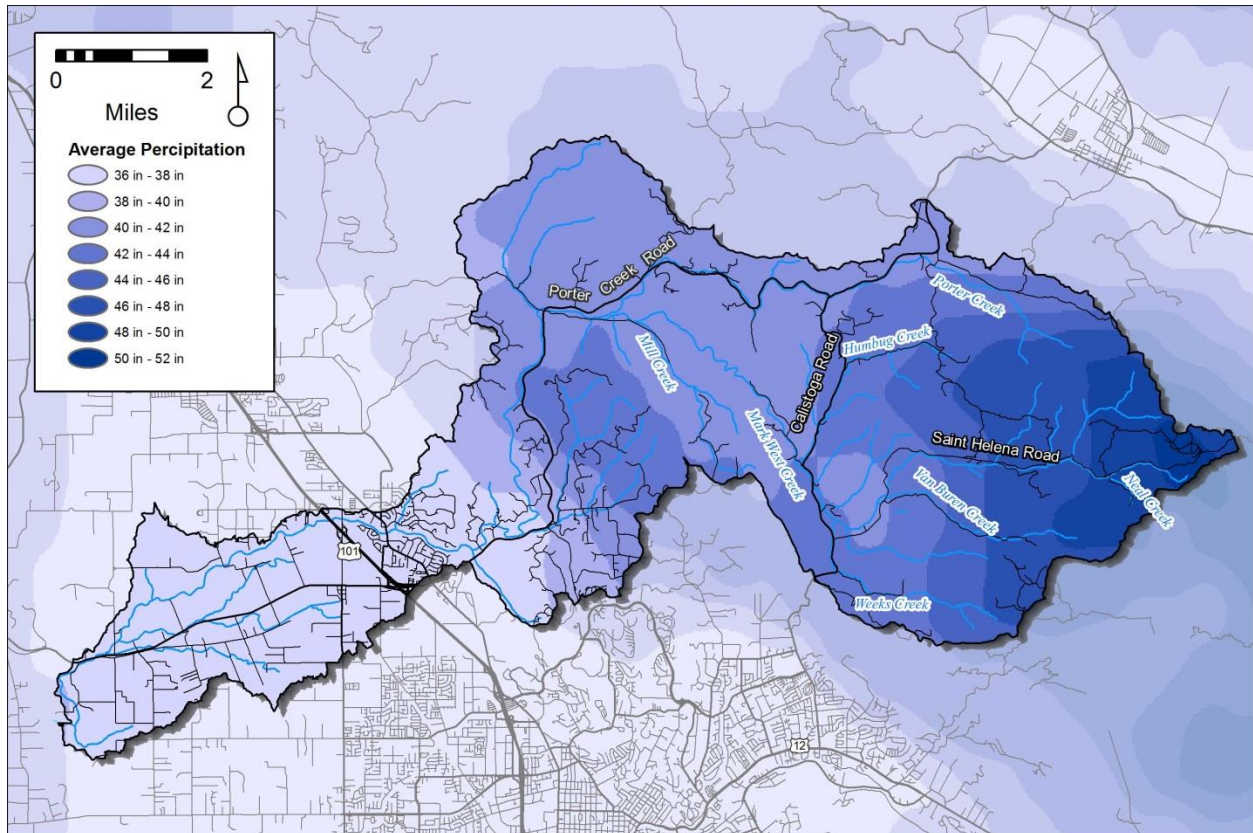 0 2
Miles
Average Percipitation
36 in - 38 in
38 in - 40 in
40 in - 42 in
42 in - 44 in
44 in - 46 in
46 in - 48 in
48 in - 50 in
50 in - 52 in
Porter Creek Road
Porter Creek
Humbug Creek
Mill Creek
Calistoga Road
Mark West Creek
Saint Helena Road
Van Buren Creek
Neal Creek
101
Weeks Creek
12